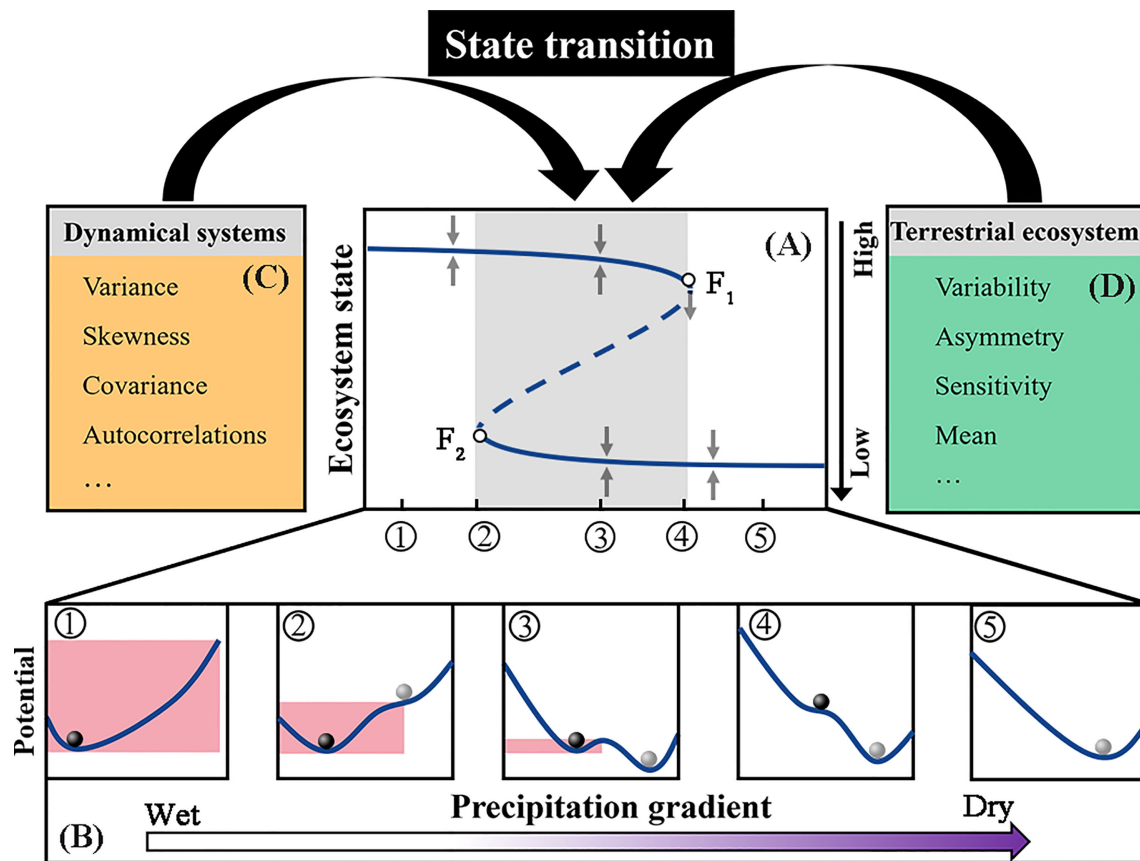 State transition
Dynamical systems
(C)
Variance
Skewness
Covariance
Autocorrelations
…
Ecosystem state
(A)
F₁
F₂
① ② ③ ④ ⑤
High
Low
Terrestrial ecosystem
(D)
Variability
Asymmetry
Sensitivity
Mean
…
Potential
① ② ③ ④ ⑤
(B)
Wet
Precipitation gradient
Dry